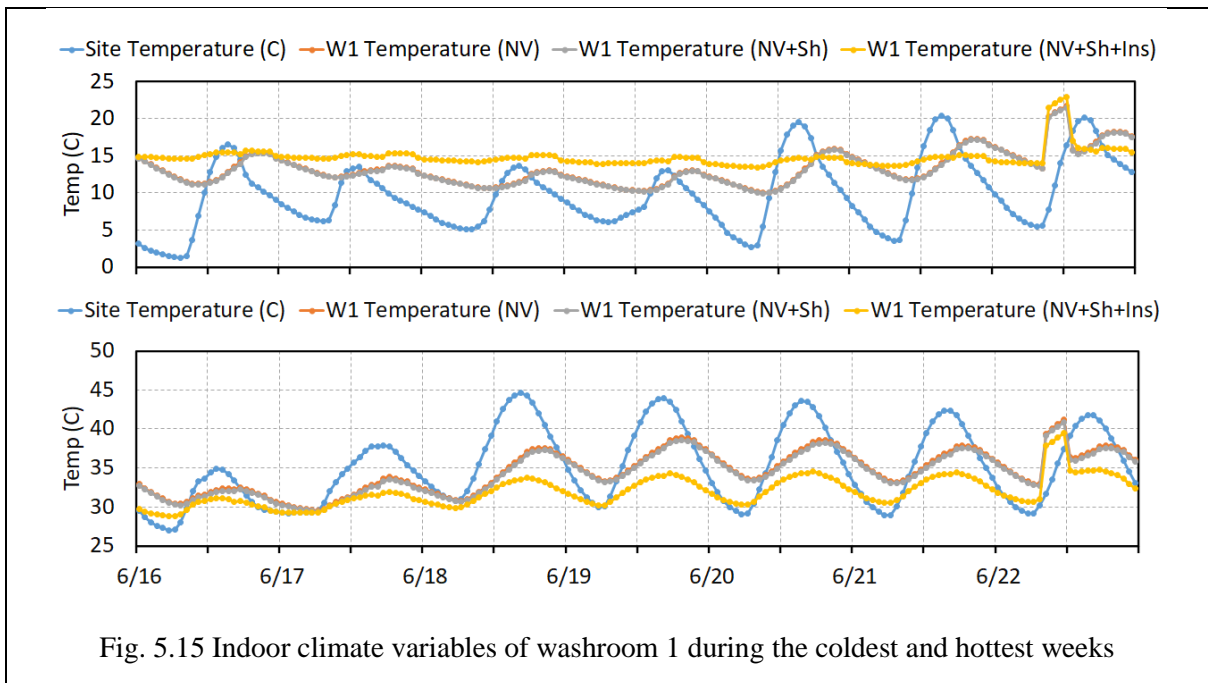 Site Temperature (C) W1 Temperature (NV) W1 Temperature (NV+Sh) W1 Temperature (NV+Sh+Ins)
25
20
15
10
5
0
Temp (C)
Site Temperature (C) W1 Temperature (NV) W1 Temperature (NV+Sh) W1 Temperature (NV+Sh+Ins)
50
45
40
35
30
25
Temp (C)
6/16 6/17 6/18 6/19 6/20 6/21 6/22
Fig. 5.15 Indoor climate variables of washroom 1 during the coldest and hottest weeks